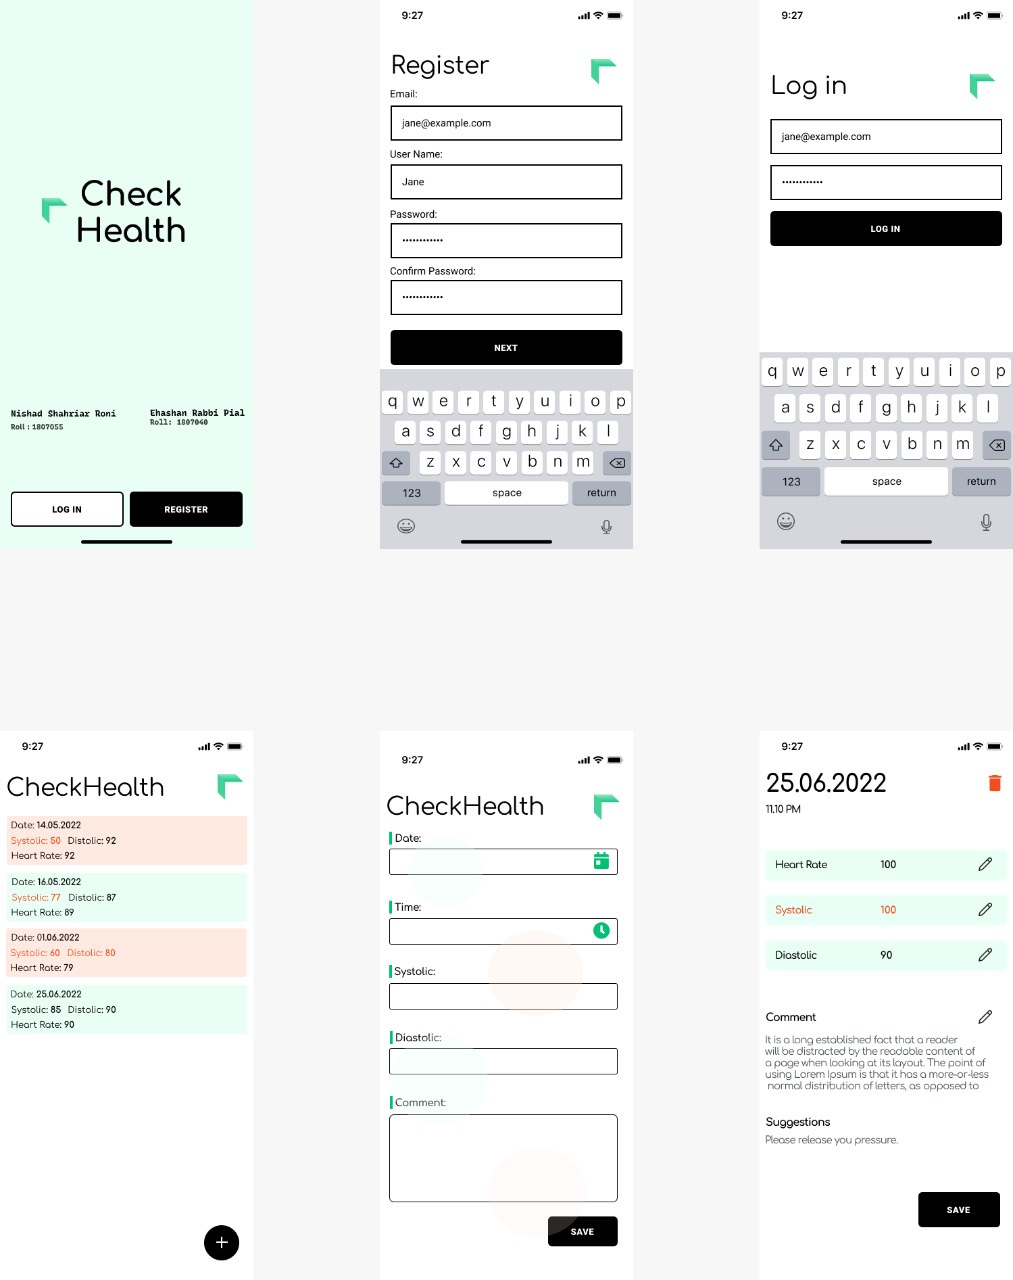 Check
Health
Nishad Shahriar Roni
Roll : 1807055
Ehashan Rabbi Pial
Roll: 1807040
LOG IN
REGISTER
9:27
Register
Email:
jane@example.com
User Name:
Jane
Password:
••••••••••••
Confirm Password:
••••••••••••
NEXT
q w e r t y u i o p
a s d f g h j k l
z x c v b n m
123 space return
9:27
Log in
jane@example.com
••••••••••••
LOG IN
q w e r t y u i o p
a s d f g h j k l
z x c v b n m
123 space return
9:27
CheckHealth
Date: 14.05.2022
Systolic: 50 Distolic: 92
Heart Rate: 92
Date: 16.05.2022
Systolic: 77 Distolic: 87
Heart Rate: 89
Date: 01.06.2022
Systolic: 60 Distolic: 80
Heart Rate: 79
Date: 25.06.2022
Systolic: 85 Distolic: 90
Heart Rate: 90
+
9:27
CheckHealth
Date:
Time:
Systolic:
Diastolic:
Comment:
SAVE
9:27
25.06.2022
11.10 PM
Heart Rate 100
Systolic 100
Diastolic 90
Comment
It is a long established fact that a reader
will be distracted by the readable content of
a page when looking at its layout. The point of
using Lorem Ipsum is that it has a more-or-less
normal distribution of letters, as opposed to
Suggestions
Please release you pressure.
SAVE